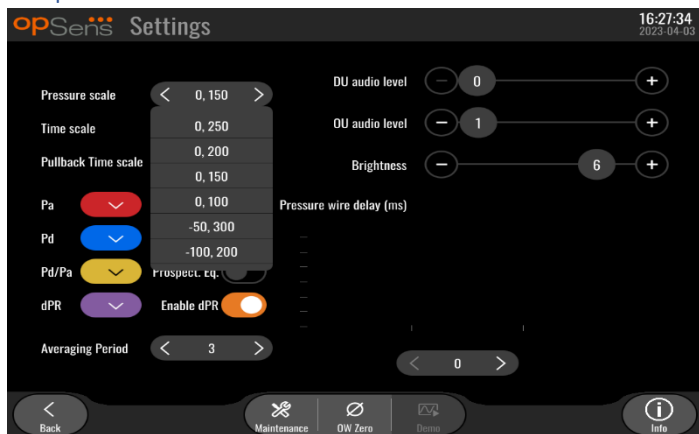 opSens Settings
16:27:34
2023-04-03
Pressure scale
0, 150
0, 250
0, 200
0, 150
0, 100
-50, 300
-100, 200
Time scale
Pullback Time scale
Pa
Pd
Pd/Pa
Prospect. Eq.
dPR
Enable dPR
Averaging Period
3
DU audio level
0
OU audio level
1
Brightness
6
Pressure wire delay (ms)
0
Back
Maintenance
OW Zero
Demo
Info